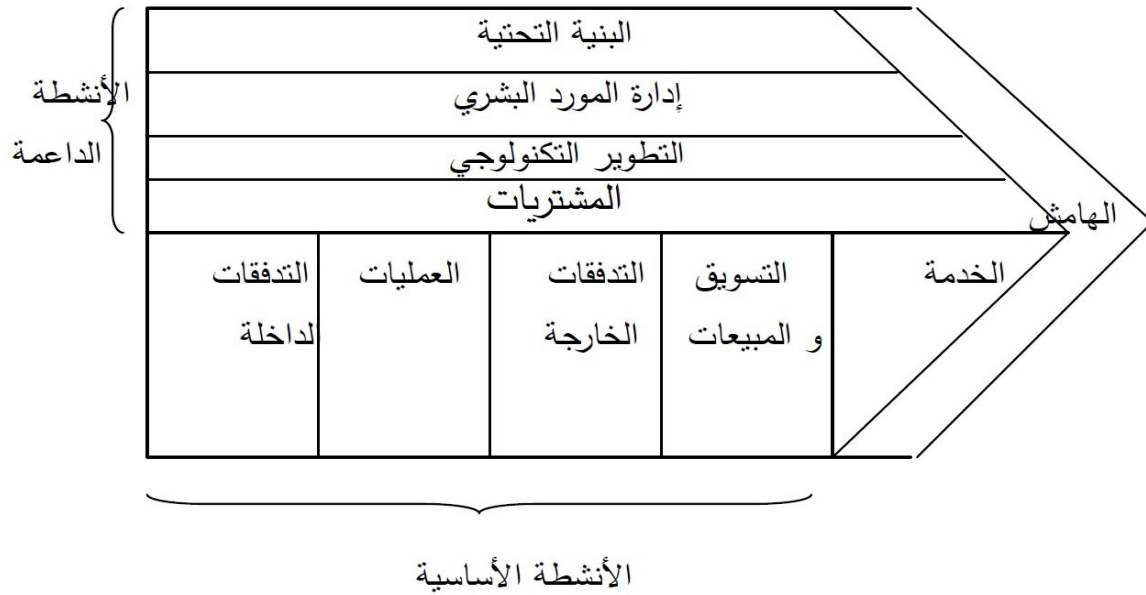 البنية التحتية
إدارة المورد البشري
التطوير التكنولوجي
المشتريات
الأنشطة
الداعمة
الهامش
التدفقات
الداخلة
العمليات
التدفقات
الخارجة
التسويق
و المبيعات
الخدمة
الأنشطة الأساسية